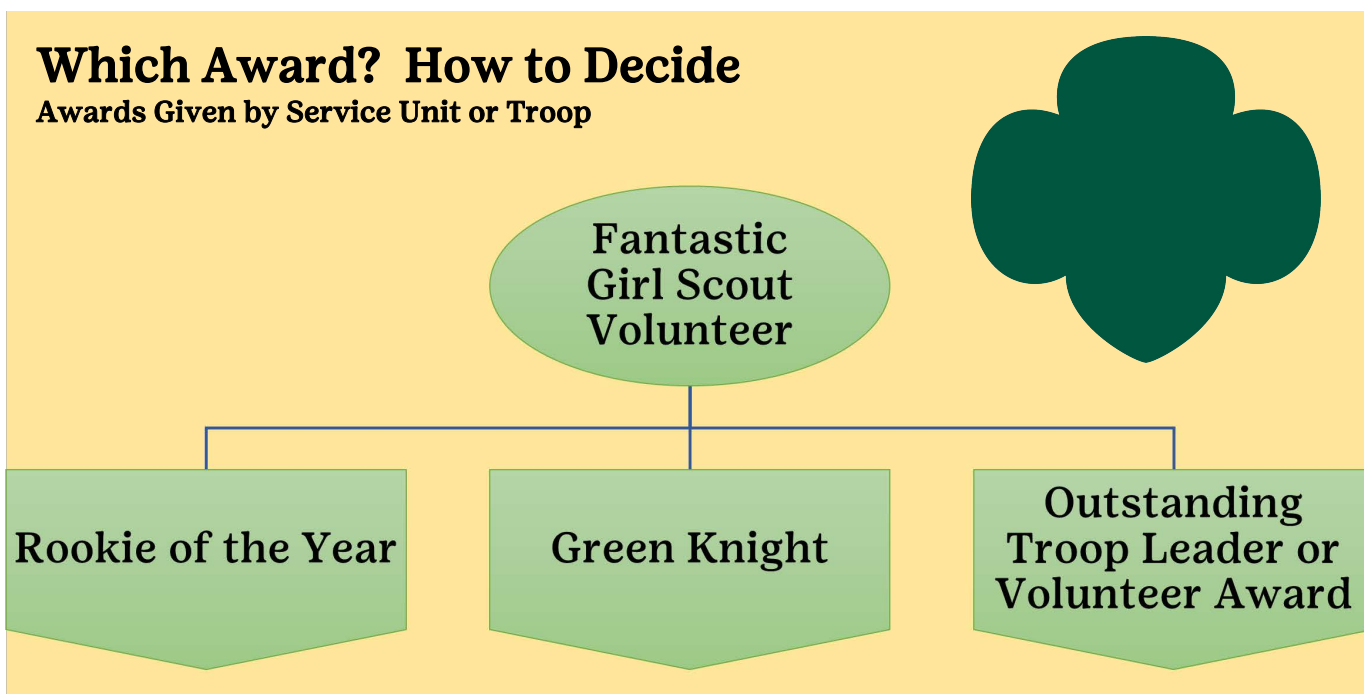 Which Award?  How to Decide
Awards Given by Service Unit or Troop
Fantastic
Girl Scout
Volunteer
Rookie of the Year
Green Knight
Outstanding
Troop Leader or
Volunteer Award